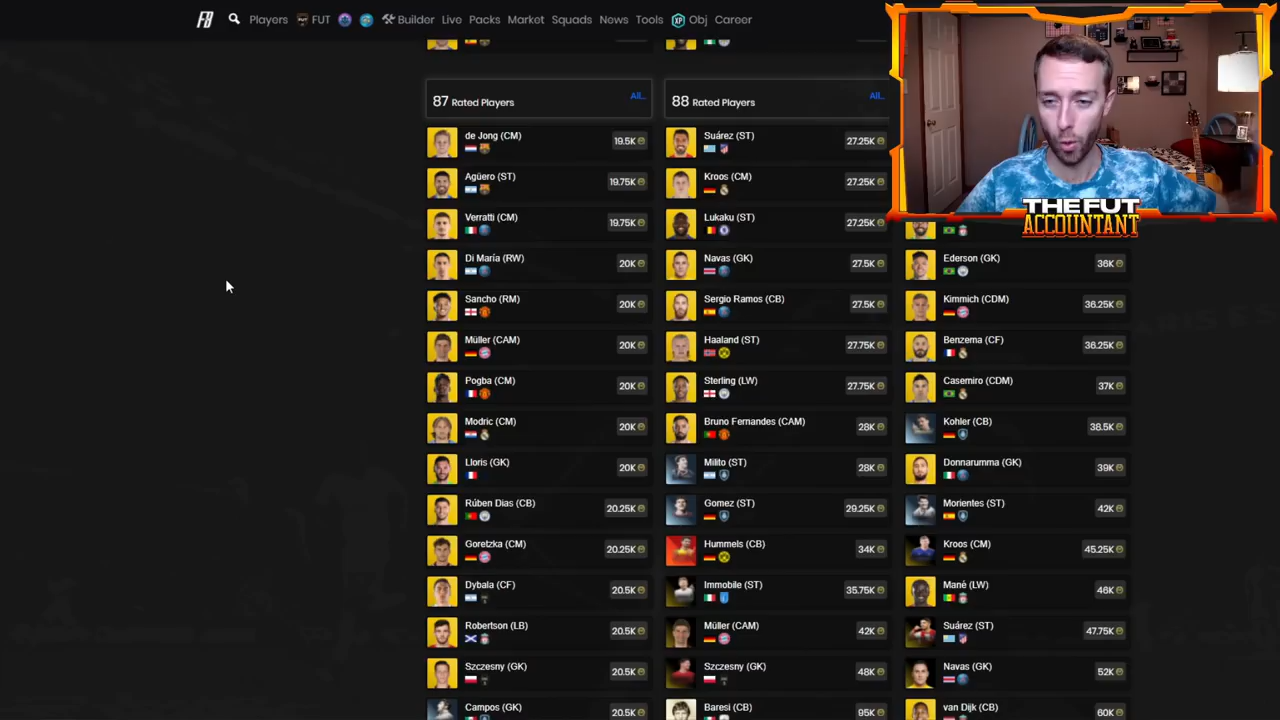 FB Players FUT Builder Live Packs Market Squads News Tools XP Obj Career
87 Rated Players All..
de Jong (CM) 19.5K
Agüero (ST) 19.75K
Verratti (CM) 19.75K
Di María (RW) 20K
Sancho (RM) 20K
Müller (CAM) 20K
Pogba (CM) 20K
Modric (CM) 20K
Lloris (GK) 20K
Rúben Dias (CB) 20.25K
Goretzka (CM) 20.25K
Dybala (CF) 20.5K
Robertson (LB) 20.5K
Szczesny (GK) 20.5K
Campos (GK) 20.5K
88 Rated Players All..
Suárez (ST) 27.25K
Kroos (CM) 27.25K
Lukaku (ST) 27.25K
Navas (GK) 27.5K
Sergio Ramos (CB) 27.5K
Haaland (ST) 27.75K
Sterling (LW) 27.75K
Bruno Fernandes (CAM) 28K
Milito (ST) 28K
Gomez (ST) 29.25K
Hummels (CB) 34K
Immobile (ST) 35.75K
Müller (CAM) 42K
Szczesny (GK) 48K
Baresi (CB) 95K
Ederson (GK) 36K
Kimmich (CDM) 36.25K
Benzema (CF) 36.25K
Casemiro (CDM) 37K
Kohler (CB) 38.5K
Donnarumma (GK) 39K
Morientes (ST) 42K
Kroos (CM) 45.25K
Mané (LW) 46K
Suárez (ST) 47.75K
Navas (GK) 52K
van Dijk (CB) 60K
THE FUT
ACCOUNTANT